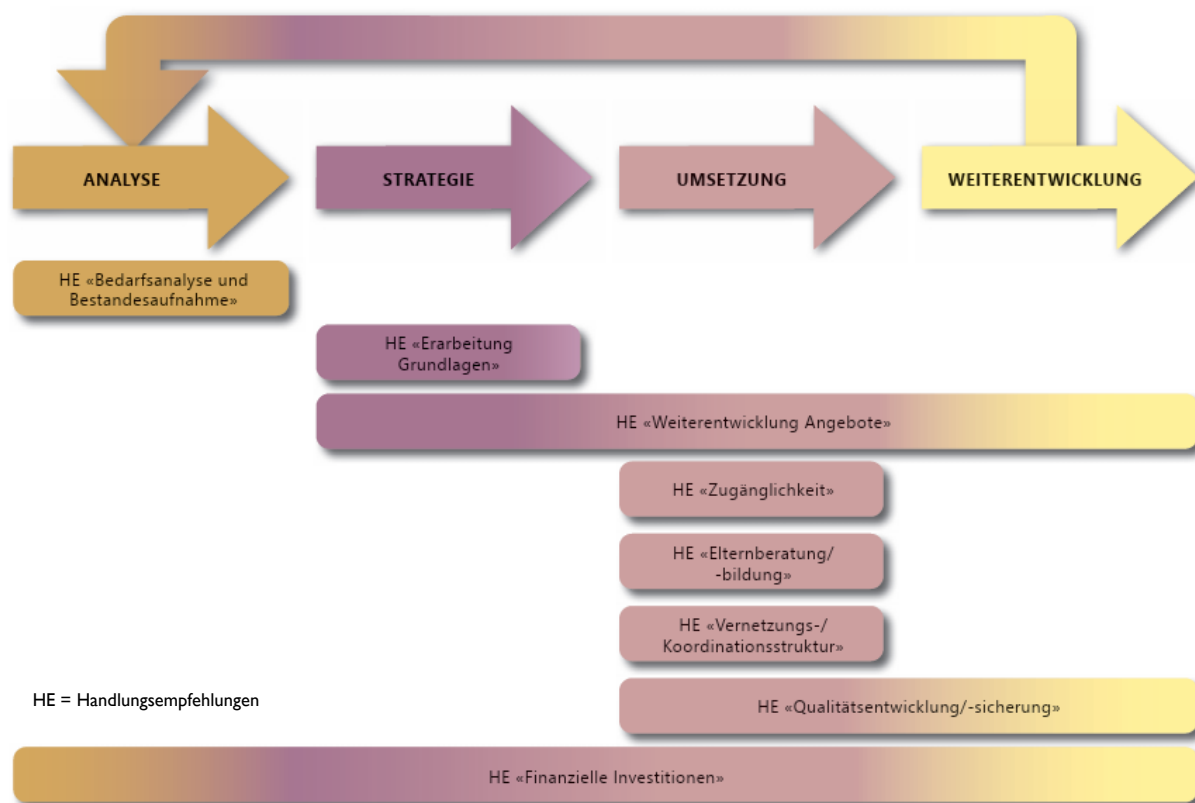 ANALYSE
STRATEGIE
UMSETZUNG
WEITERENTWICKLUNG
HE «Bedarfsanalyse und
Bestandesaufnahme»
HE «Erarbeitung
Grundlagen»
HE «Weiterentwicklung Angebote»
HE «Zugänglichkeit»
HE «Elternberatung/
-bildung»
HE «Vernetzungs-/
Koordinationsstruktur»
HE = Handlungsempfehlungen
HE «Qualitätsentwicklung/-sicherung»
HE «Finanzielle Investitionen»